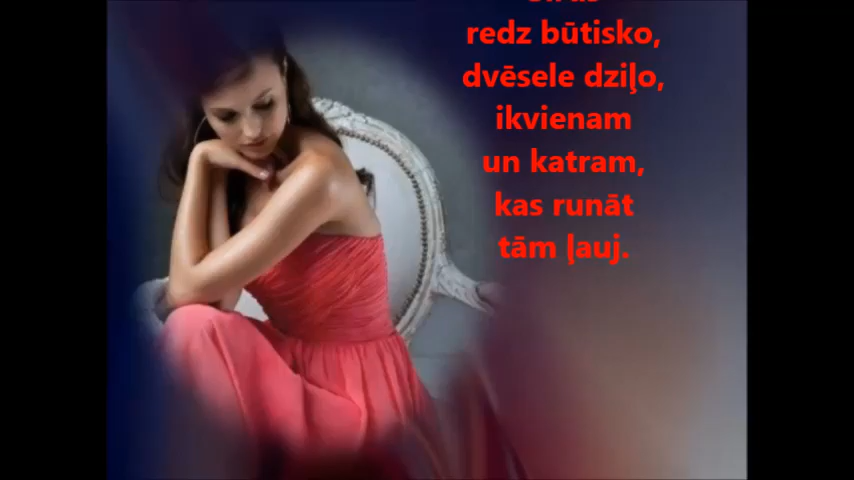 redz būtisko,
dvēsele dziļo,
ikvienam
un katram,
kas runāt
tām ļauj.